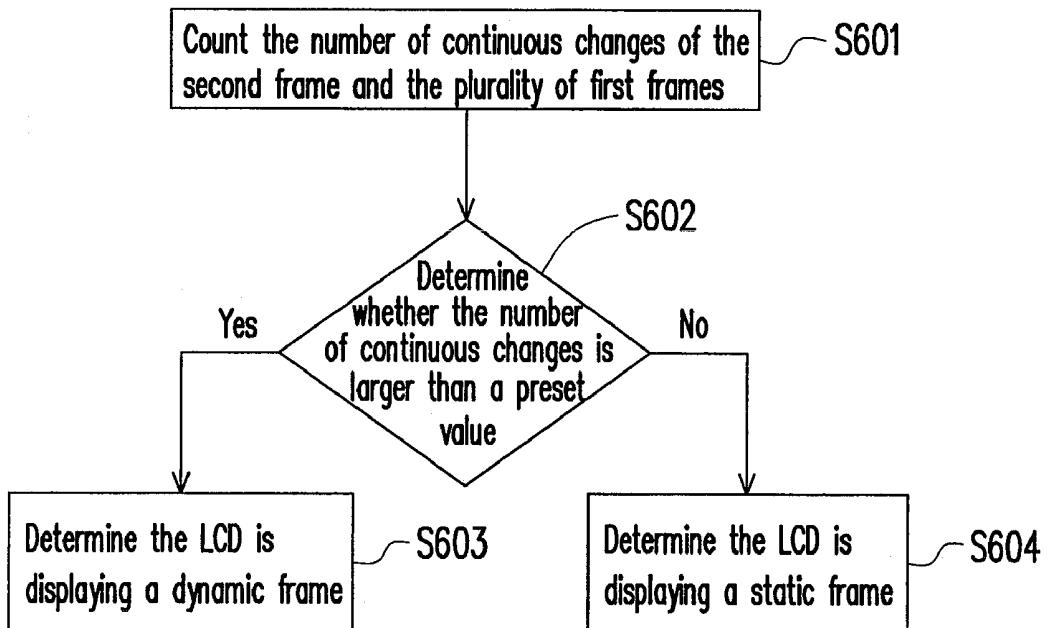 Count the number of continuous changes of the
second frame and the plurality of first frames
S601
S602
Determine
whether the number
of continuous changes is
larger than a preset
value
Yes
No
Determine the LCD is
displaying a dynamic frame
S603
Determine the LCD is
displaying a static frame
S604